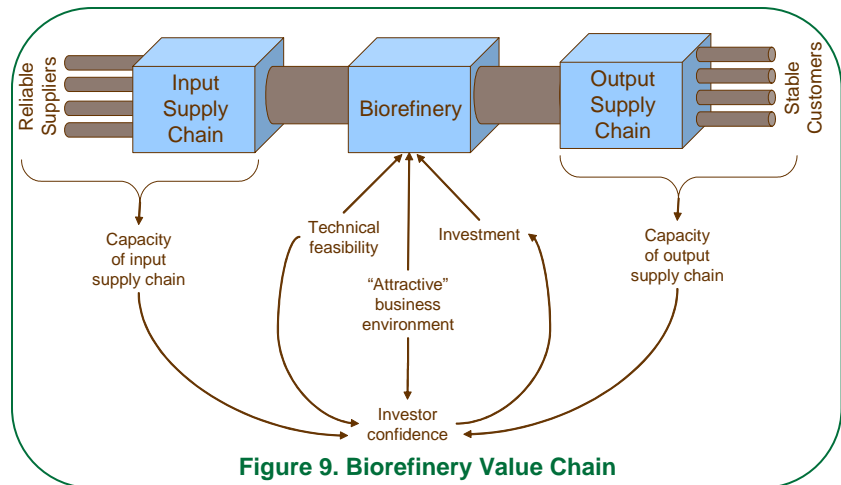 Reliable
Suppliers
Input
Supply
Chain
Biorefinery
Output
Supply
Chain
Stable
Customers
Capacity
of input
supply chain
Technical
feasibility
“Attractive”
business
environment
Investment
Capacity
of output
supply chain
Investor
confidence
Figure 9. Biorefinery Value Chain